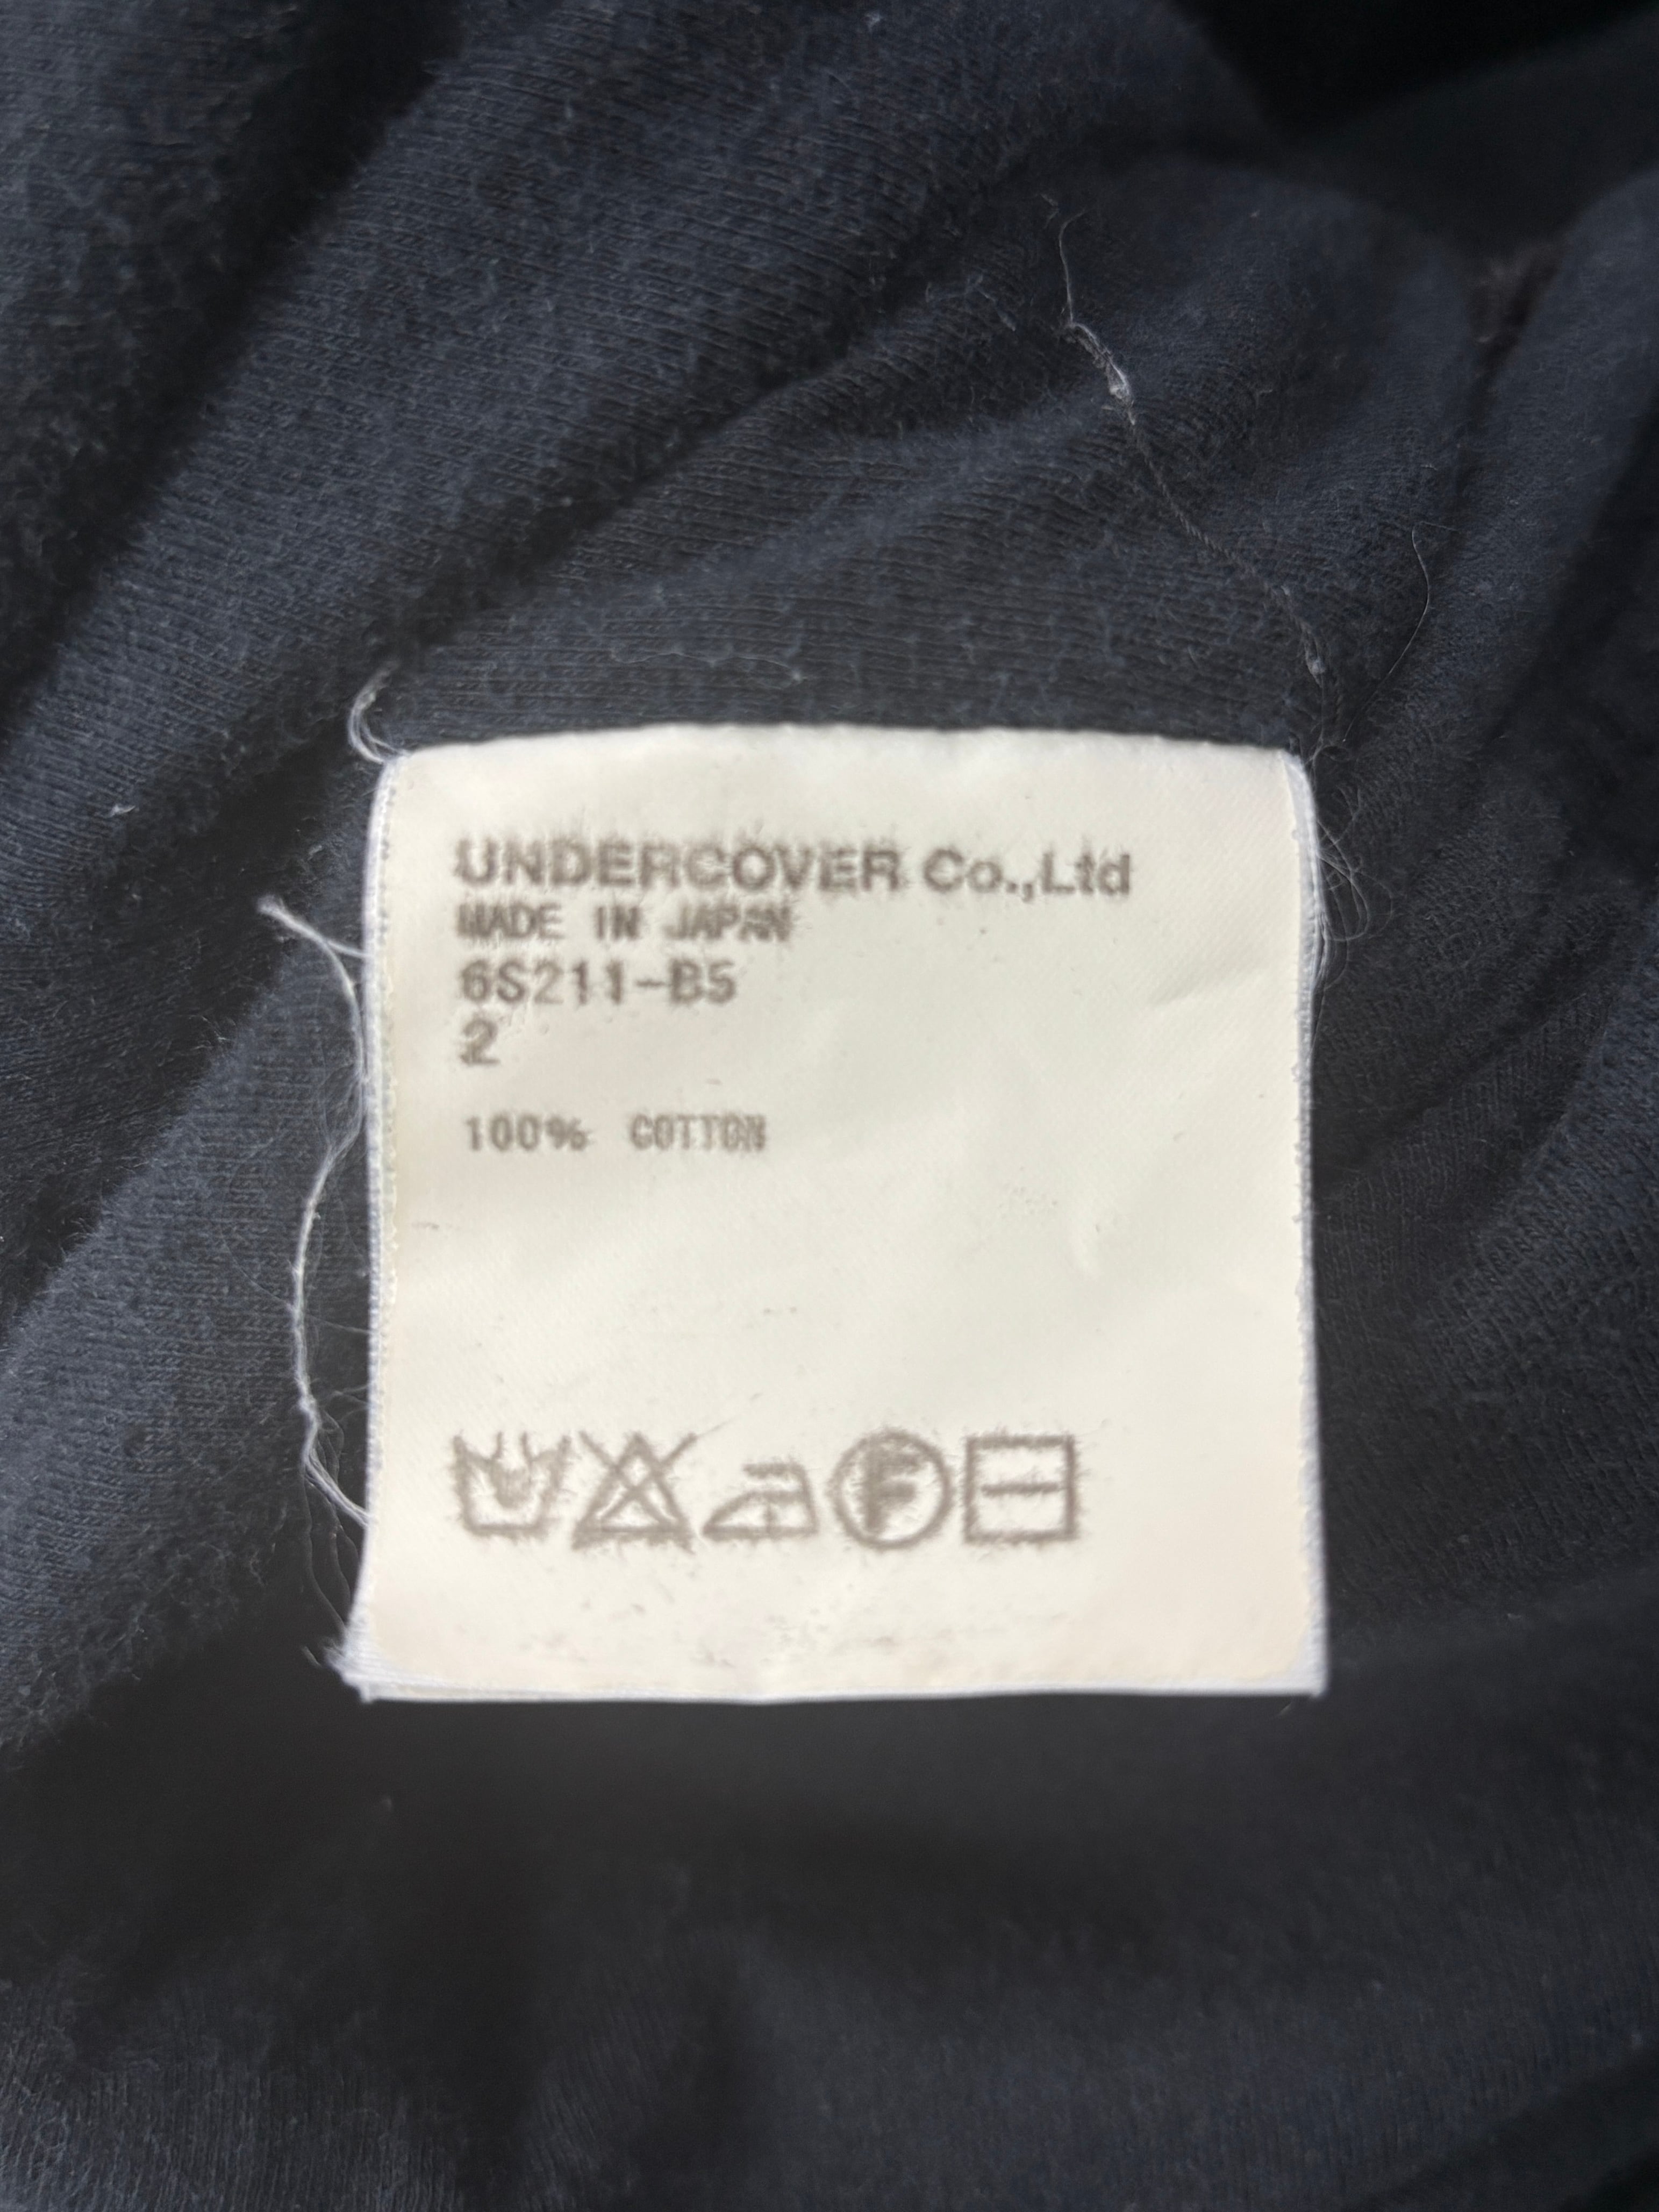 UNDERCOVER Co.,Ltd
MADE IN JAPAN
6S211-B5
2
100% COTTON
F